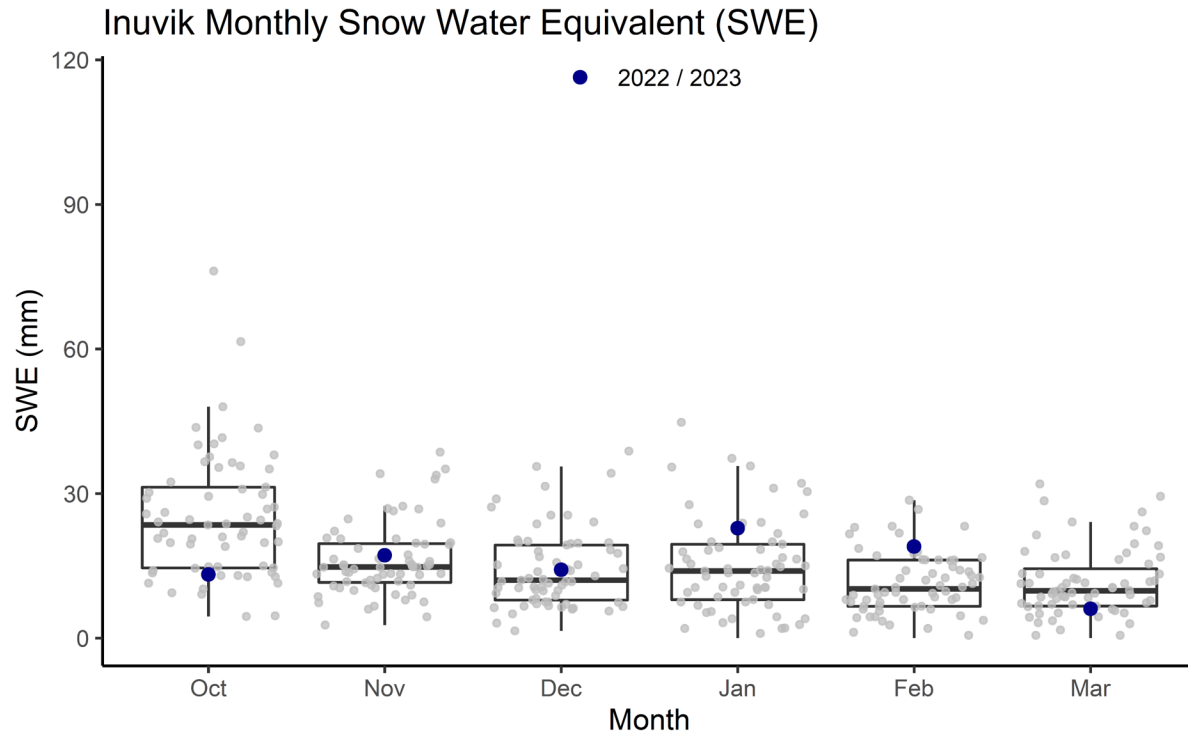 Inuvik Monthly Snow Water Equivalent (SWE)
2022 / 2023
120
90
60
30
0
SWE (mm)
Oct Nov Dec Jan Feb Mar
Month